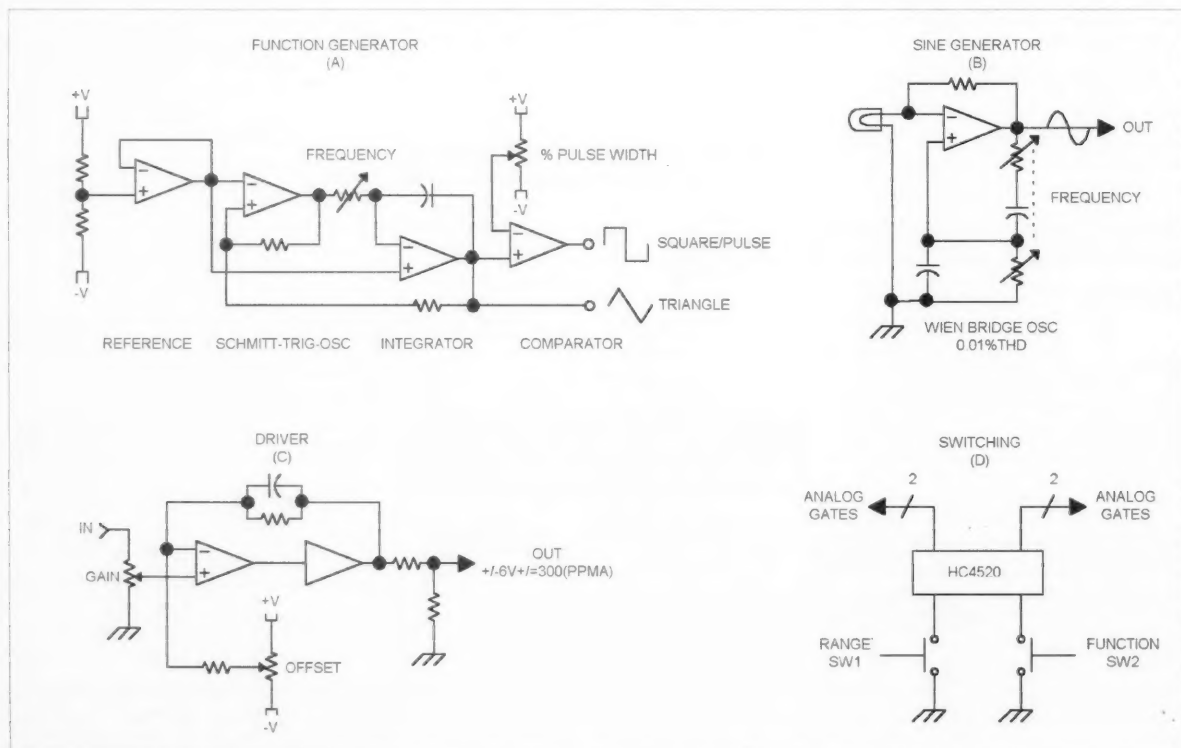 FUNCTION GENERATOR
(A)
+V
-V
- +
- +
FREQUENCY
- +
+V
% PULSE WIDTH
-V
- +
SQUARE/PULSE
TRIANGLE
REFERENCE SCHMITT-TRIG-OSC INTEGRATOR COMPARATOR
SINE GENERATOR
(B)
- +
OUT
FREQUENCY
WIEN BRIDGE OSC
0.01%THD
DRIVER
(C)
IN
GAIN
- +
OUT
+/-6V+/=300(PPMA)
+V
OFFSET
-V
SWITCHING
(D)
2
2
ANALOG
GATES
ANALOG
GATES
HC4520
RANGE
SW1
FUNCTION
SW2